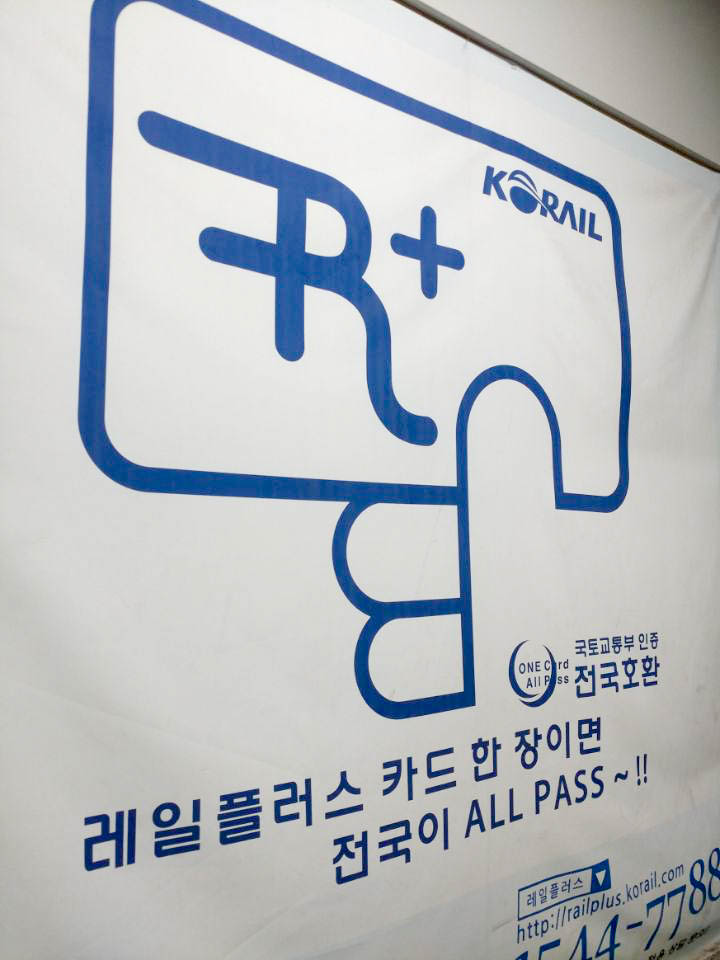 R+
KORAIL
ONE Card
All Pass
국토교통부 인증
전국호환
레일플러스 카드 한 장이면
전국이 ALL PASS ~ !!
레일플러스
http://railplus.korail.com
1544-7788